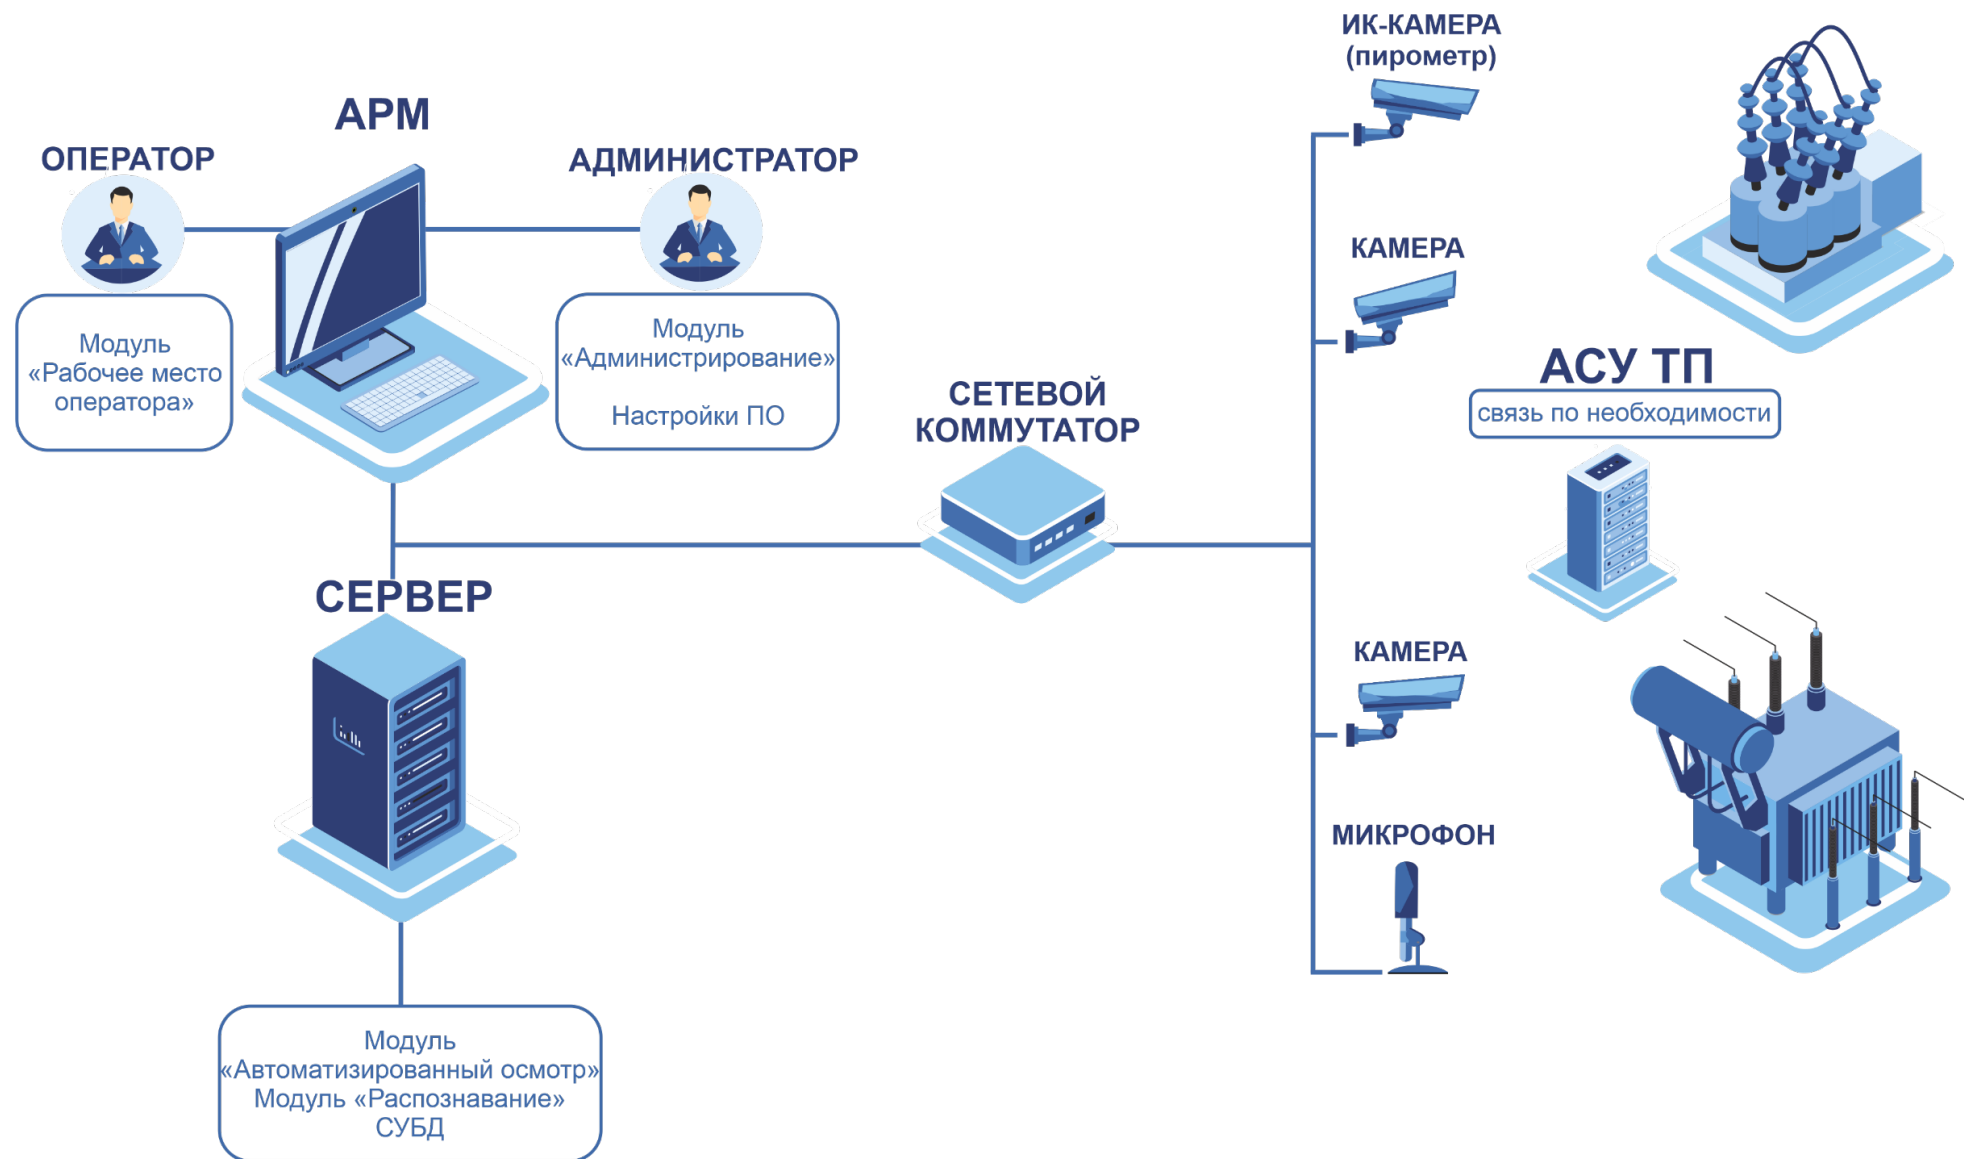 АРМ
ОПЕРАТОР
АДМИНИСТРАТОР
Модуль
«Рабочее место
оператора»
Модуль
«Администрирование»
Настройки ПО
СЕРВЕР
Модуль
«Автоматизированный осмотр»
Модуль «Распознавание»
СУБД
СЕТЕВОЙ
КОММУТАТОР
ИК-КАМЕРА
(пирометр)
КАМЕРА
КАМЕРА
МИКРОФОН
АСУ ТП
связь по необходимости